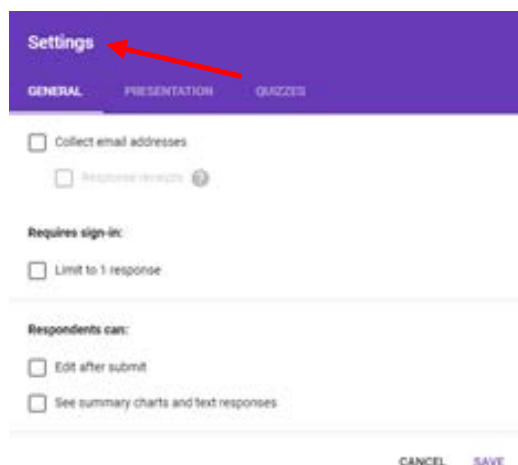 Settings
GENERAL PRESENTATION QUIZZES
Collect email addresses
Response receipts ?
Requires sign-in:
Limit to 1 response
Respondents can:
Edit after submit
See summary charts and text responses
CANCEL SAVE